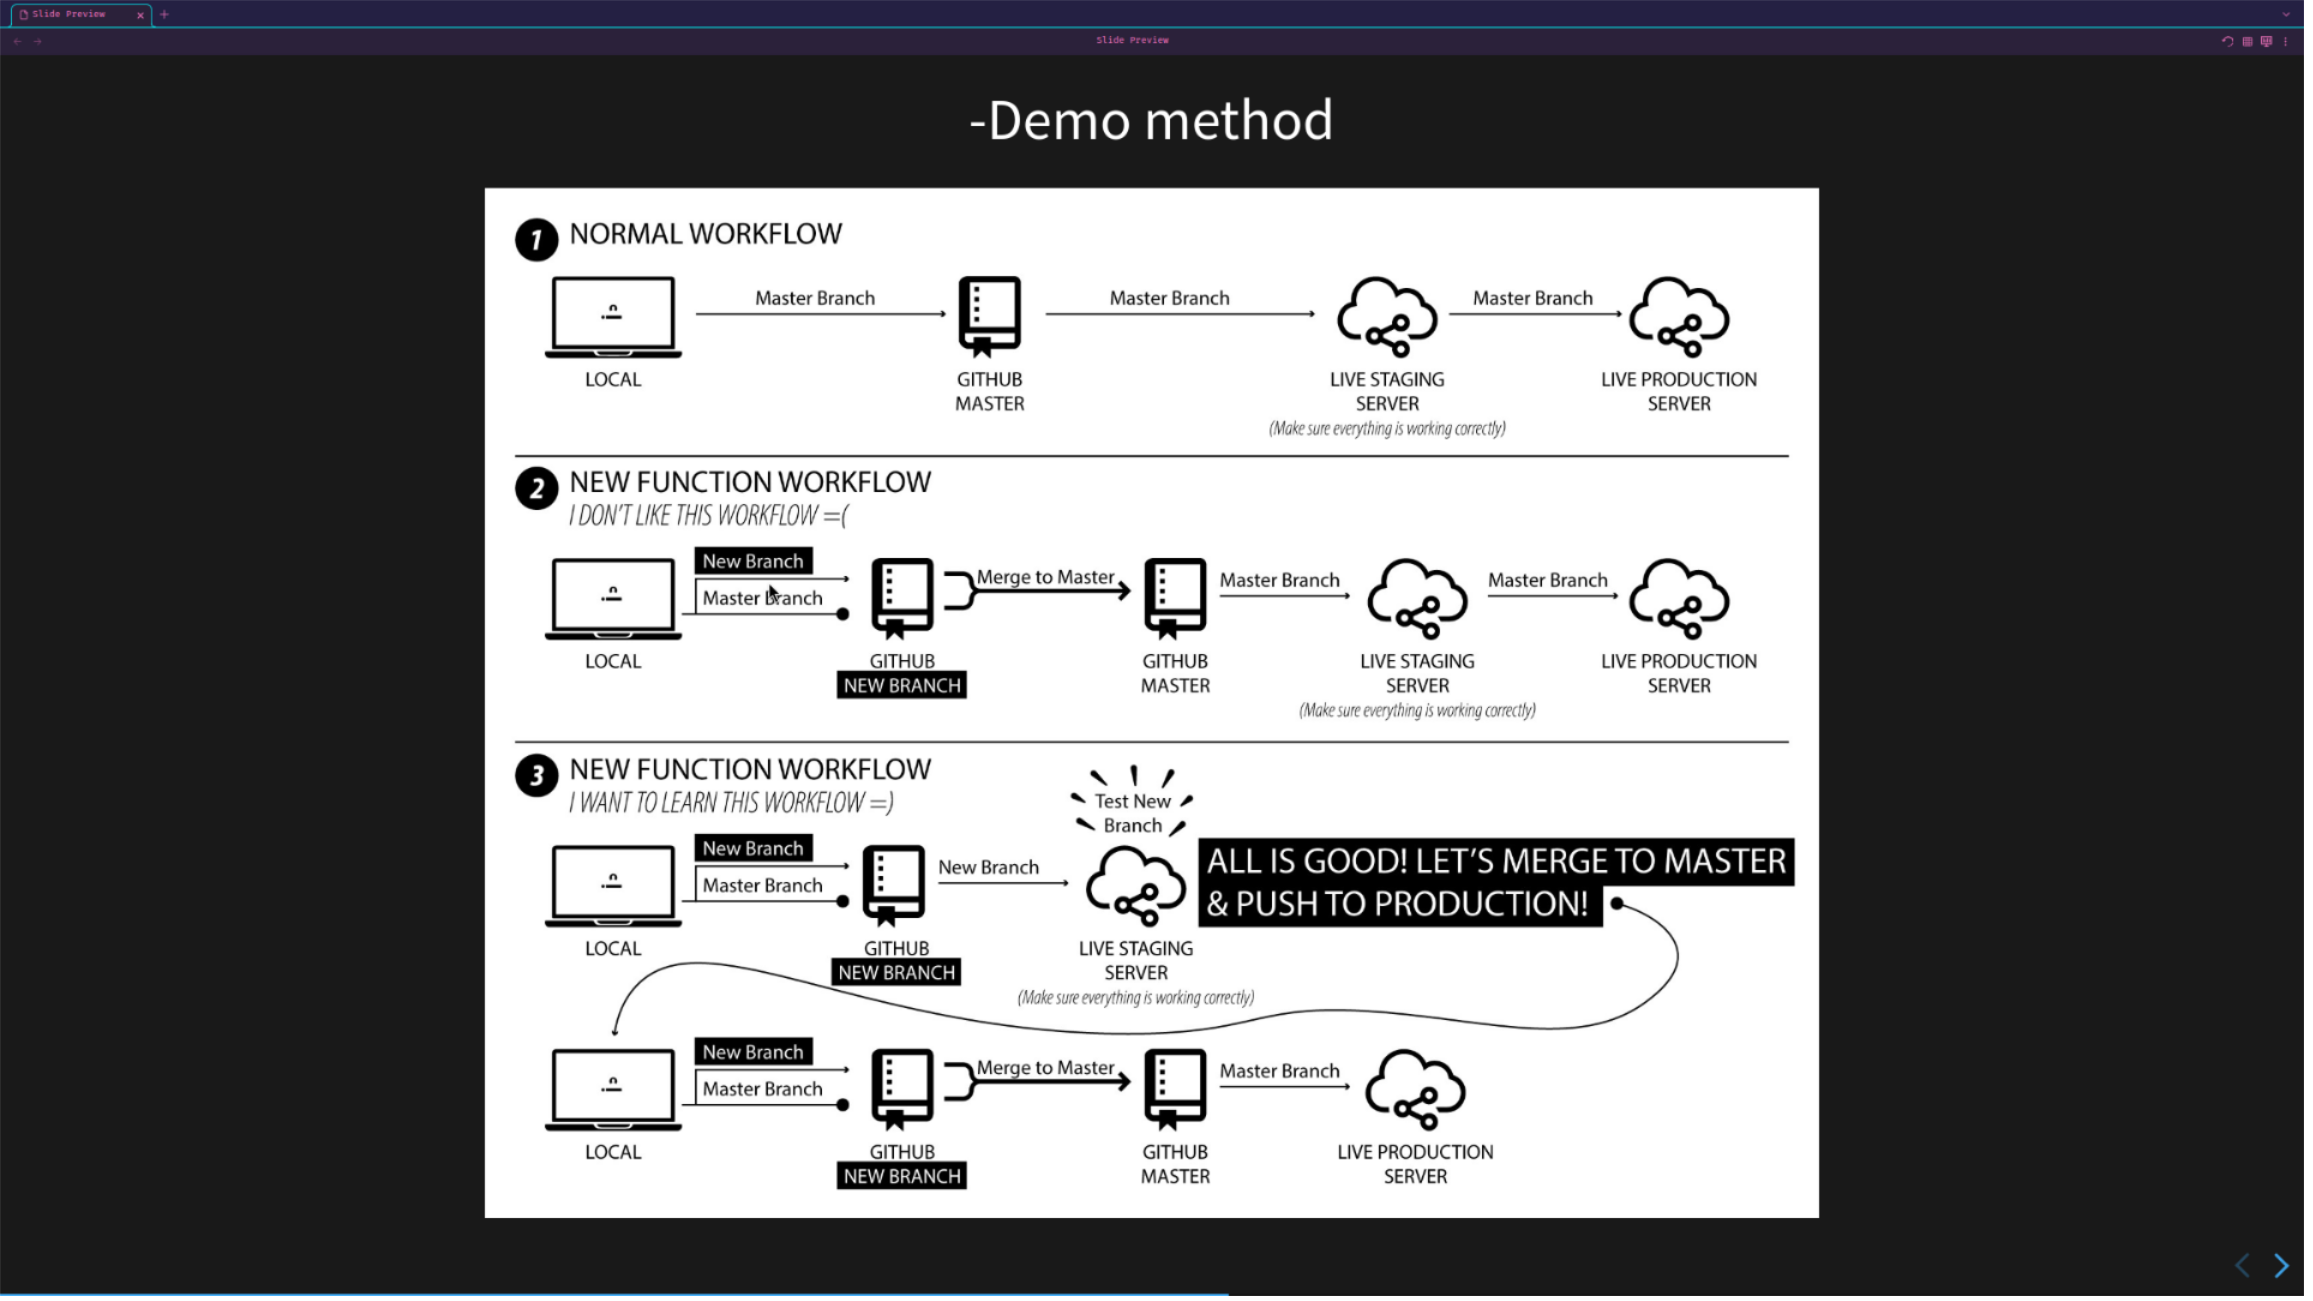 Slide Preview
Slide Preview
-Demo method
1 NORMAL WORKFLOW
Master Branch
Master Branch
Master Branch
LOCAL
GITHUB
MASTER
LIVE STAGING
SERVER
(Make sure everything is working correctly)
LIVE PRODUCTION
SERVER
2 NEW FUNCTION WORKFLOW
I DON'T LIKE THIS WORKFLOW =(
New Branch
Master Branch
Merge to Master
Master Branch
Master Branch
LOCAL
GITHUB
NEW BRANCH
GITHUB
MASTER
LIVE STAGING
SERVER
(Make sure everything is working correctly)
LIVE PRODUCTION
SERVER
3 NEW FUNCTION WORKFLOW
I WANT TO LEARN THIS WORKFLOW =)
Test New
Branch
New Branch
Master Branch
New Branch
ALL IS GOOD! LET'S MERGE TO MASTER
& PUSH TO PRODUCTION!
LOCAL
GITHUB
NEW BRANCH
LIVE STAGING
SERVER
(Make sure everything is working correctly)
New Branch
Master Branch
Merge to Master
Master Branch
LOCAL
GITHUB
NEW BRANCH
GITHUB
MASTER
LIVE PRODUCTION
SERVER